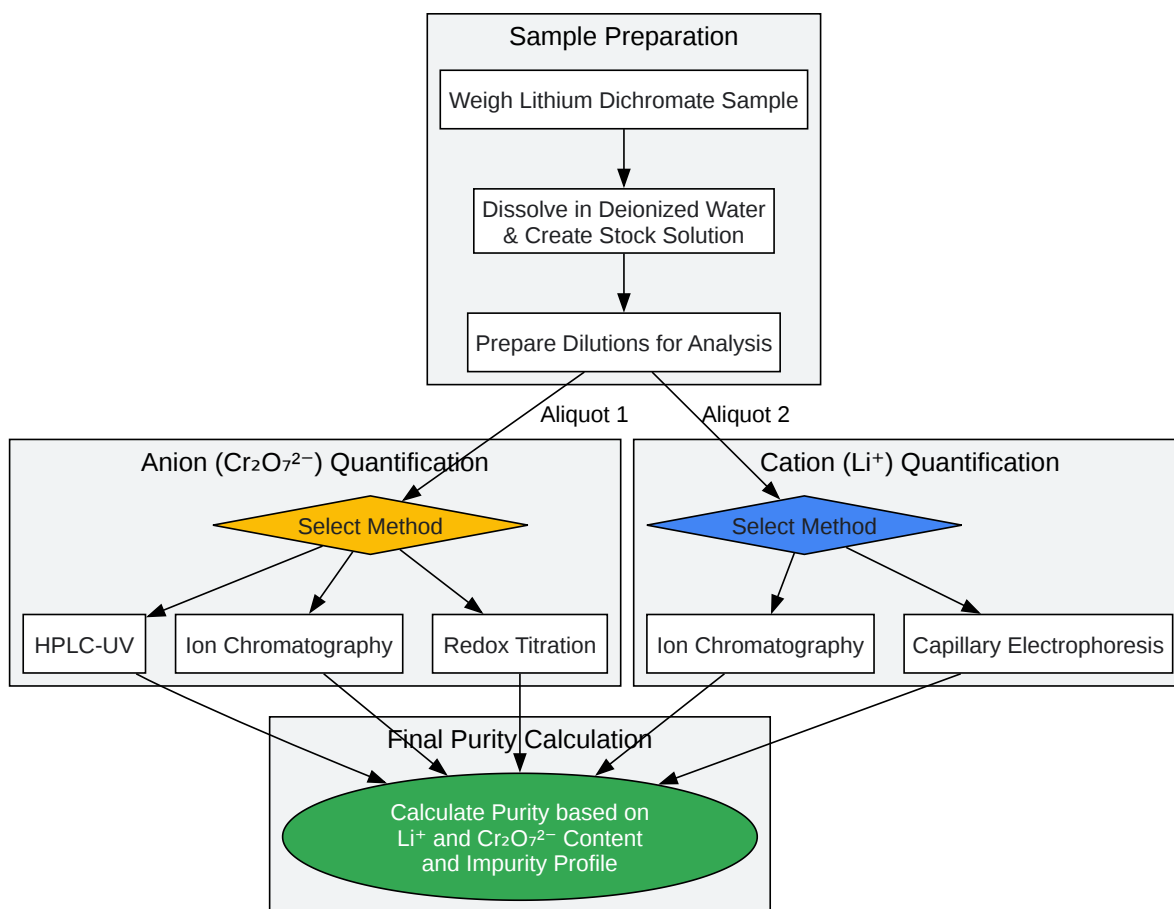 Sample Preparation
Weigh Lithium Dichromate Sample
Dissolve in Deionized Water
& Create Stock Solution
Prepare Dilutions for Analysis
Aliquot 1
Aliquot 2
Anion (Cr₂O₇²⁻) Quantification
Cation (Li⁺) Quantification
Select Method
Select Method
HPLC-UV
Ion Chromatography
Redox Titration
Ion Chromatography
Capillary Electrophoresis
Final Purity Calculation
Calculate Purity based on
Li⁺ and Cr₂O₇²⁻ Content
and Impurity Profile